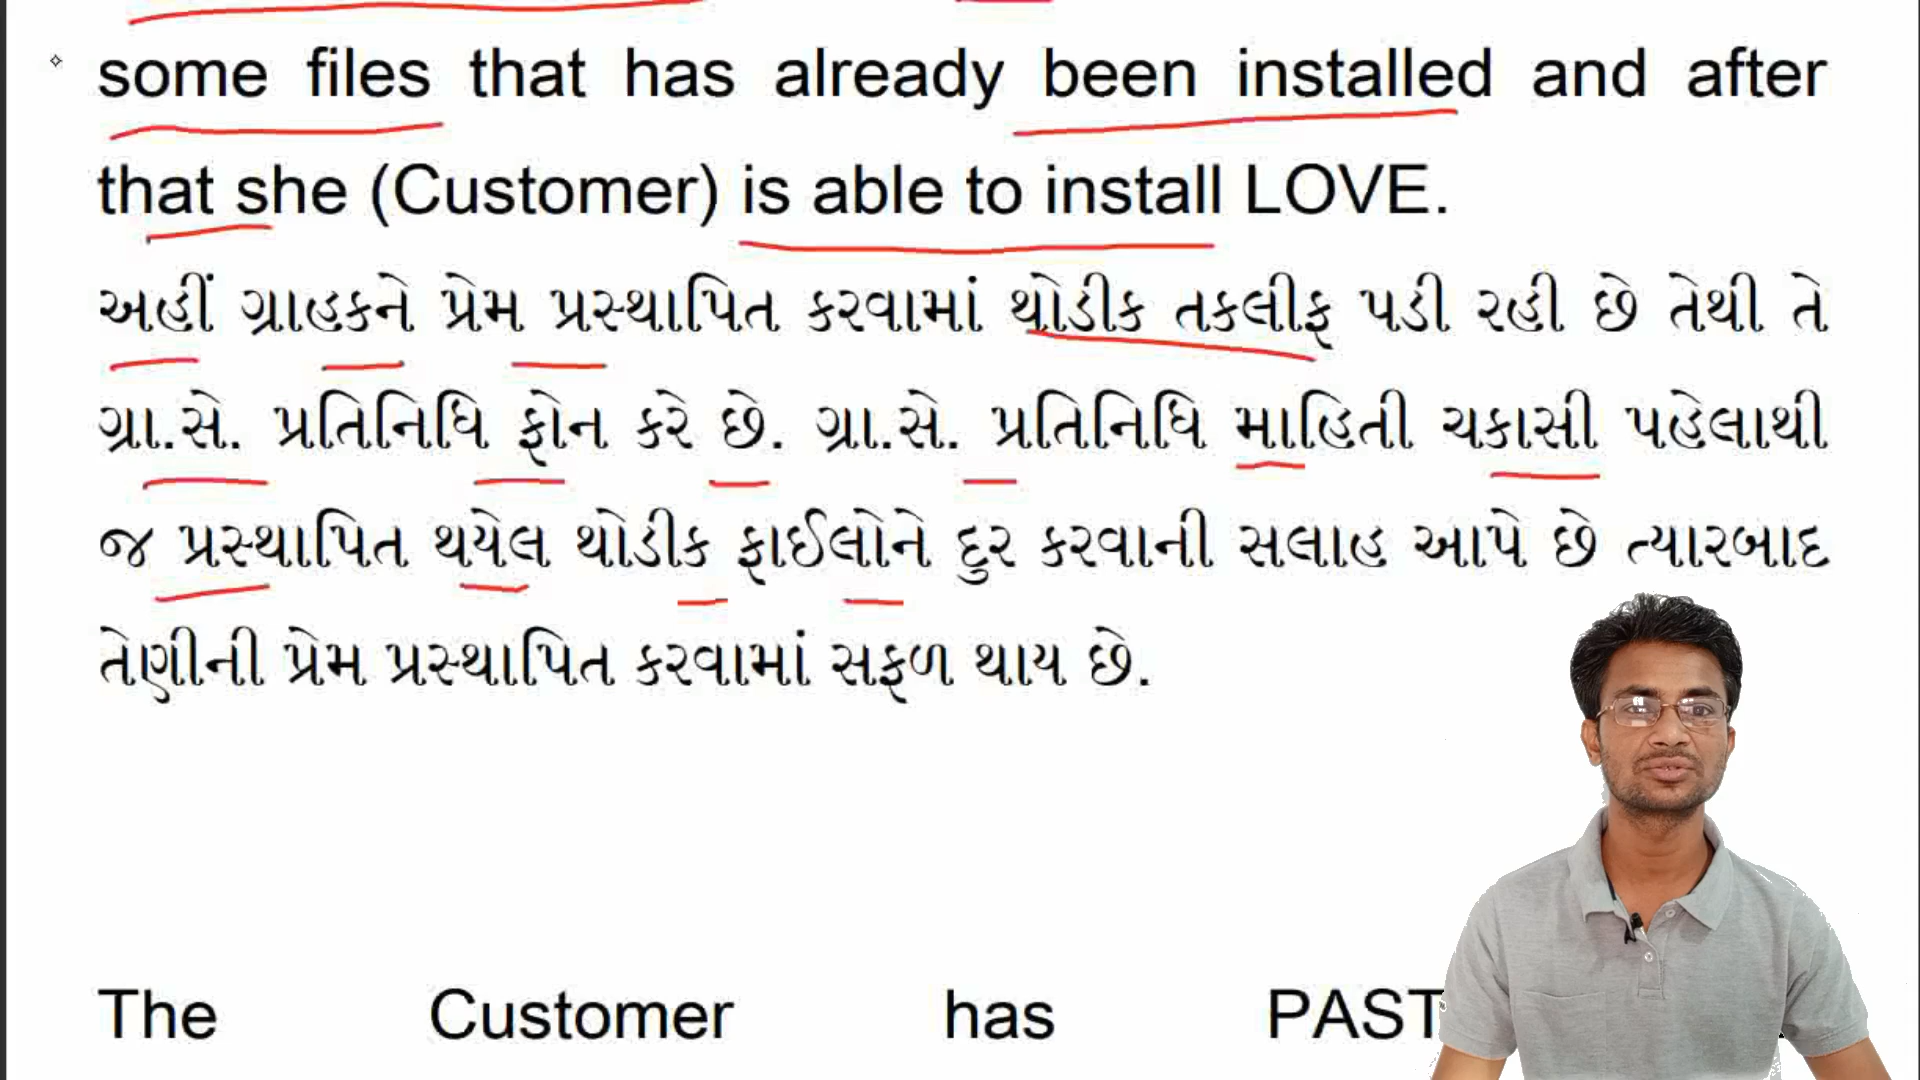 some files that has already been installed and after
that she (Customer) is able to install LOVE.
અહીં ગ્રાહકને પ્રેમ પ્રસ્થાપિત કરવામાં થોડીક તકલીફ પડી રહી છે તેથી તે
ગ્રા.સે. પ્રતિનિધિ ફોન કરે છે. ગ્રા.સે. પ્રતિનિધિ માહિતી ચકાસી પહેલાથી
જ પ્રસ્થાપિત થયેલ થોડીક ફાઈલોને દુર કરવાની સલાહ આપે છે ત્યારબાદ
તેણીની પ્રેમ પ્રસ્થાપિત કરવામાં સફળ થાય છે.
The Customer has PAST